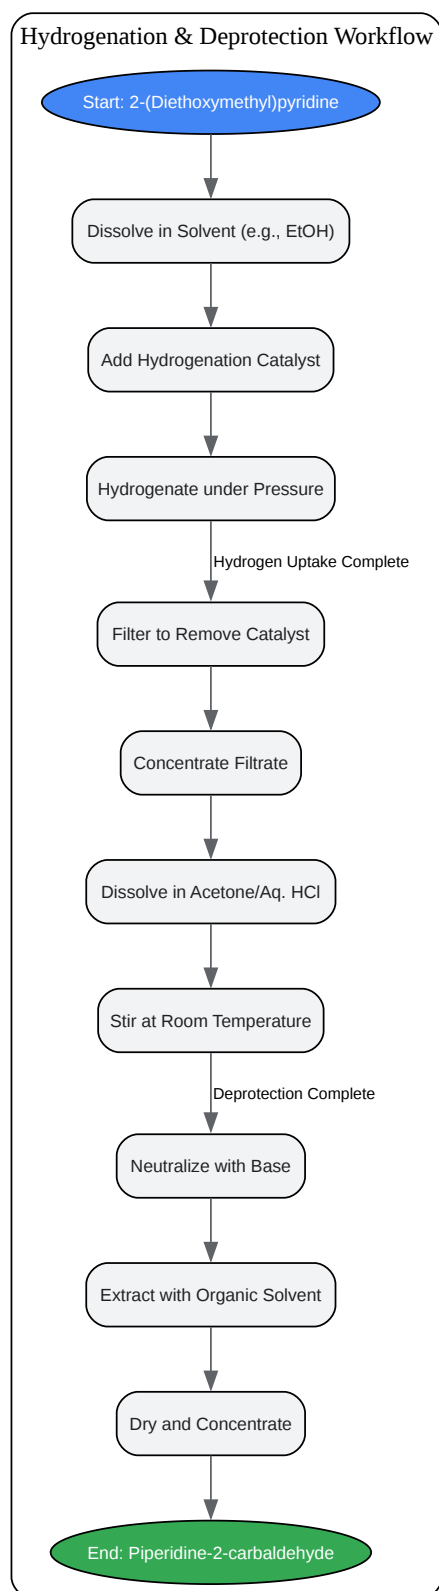 Hydrogenation & Deprotection Workflow
Start: 2-(Diethoxymethyl)pyridine
Dissolve in Solvent (e.g., EtOH)
Add Hydrogenation Catalyst
Hydrogenate under Pressure
Hydrogen Uptake Complete
Filter to Remove Catalyst
Concentrate Filtrate
Dissolve in Acetone/Aq. HCl
Stir at Room Temperature
Deprotection Complete
Neutralize with Base
Extract with Organic Solvent
Dry and Concentrate
End: Piperidine-2-carbaldehyde